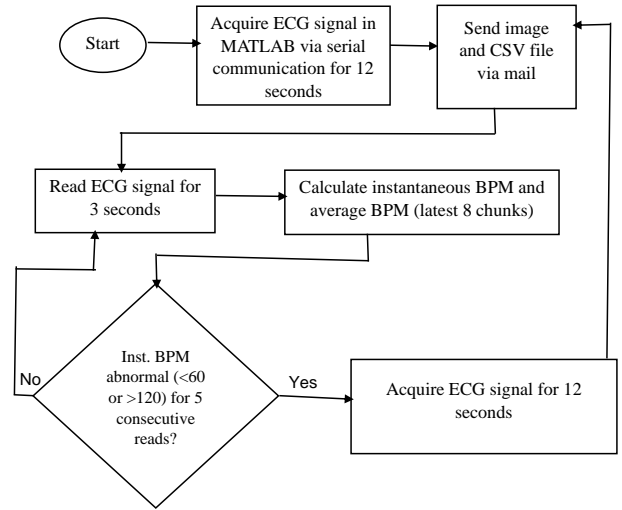 Start
Acquire ECG signal in
MATLAB via serial
communication for 12
seconds
Send image
and CSV file
via mail
Read ECG signal for
3 seconds
Calculate instantaneous BPM and
average BPM (latest 8 chunks)
Inst. BPM
abnormal (<60
or >120) for 5
consecutive
reads?
No
Yes
Acquire ECG signal for 12
seconds